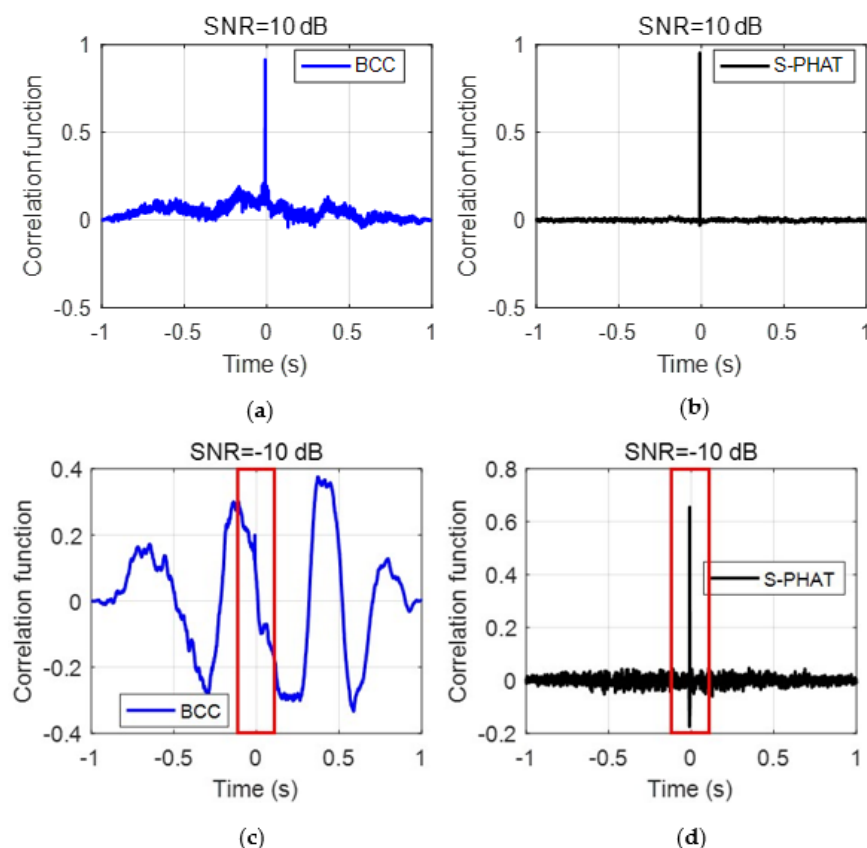 SNR=10 dB
1
0.5
0
-0.5
Correlation function
BCC
-1
-0.5
0
0.5
1
Time (s)
(a)
SNR=10 dB
1
0.5
0
-0.5
Correlation function
S-PHAT
-1
-0.5
0
0.5
1
Time (s)
(b)
SNR=-10 dB
0.4
0.2
0
-0.2
-0.4
Correlation function
BCC
-1
-0.5
0
0.5
1
Time (s)
(c)
SNR=-10 dB
0.8
0.6
0.4
0.2
0
-0.2
Correlation function
S-PHAT
-1
-0.5
0
0.5
1
Time (s)
(d)